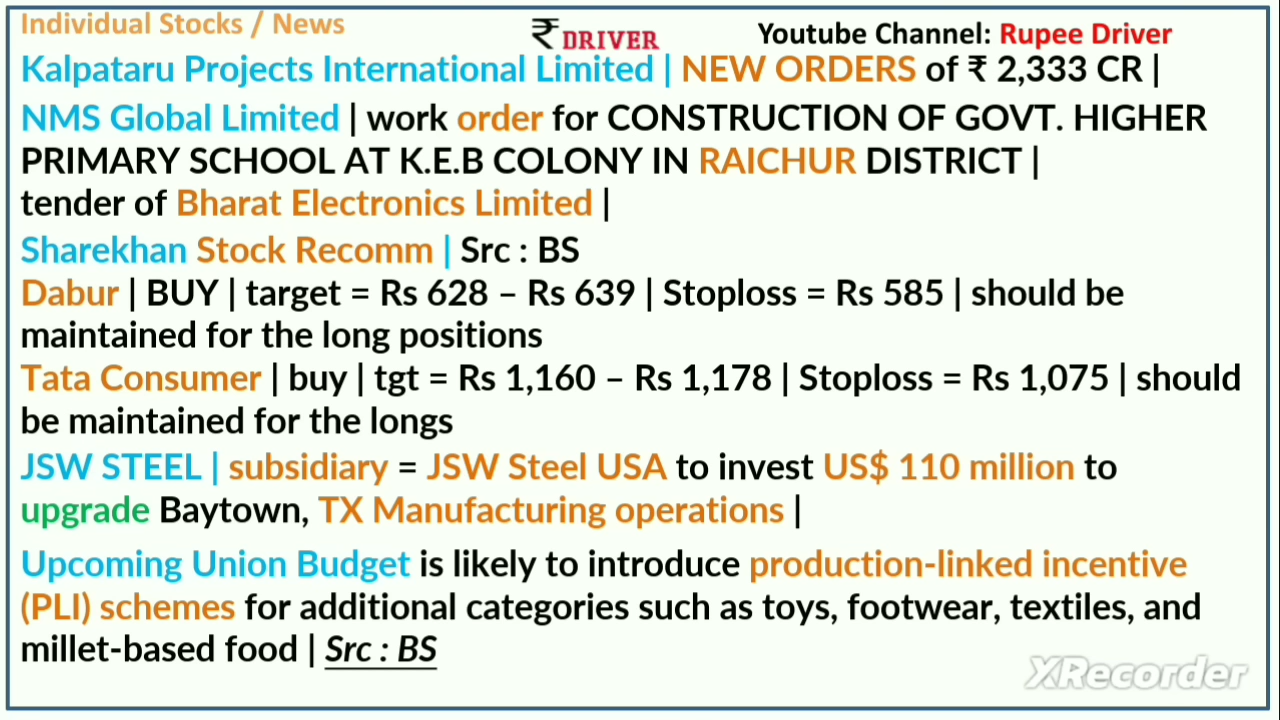 Individual Stocks / News
₹ DRIVER
Youtube Channel: Rupee Driver
Kalpataru Projects International Limited | NEW ORDERS of ₹ 2,333 CR |
NMS Global Limited | work order for CONSTRUCTION OF GOVT. HIGHER
PRIMARY SCHOOL AT K.E.B COLONY IN RAICHUR DISTRICT |
tender of Bharat Electronics Limited |
Sharekhan Stock Recomm | Src : BS
Dabur | BUY | target = Rs 628 – Rs 639 | Stoploss = Rs 585 | should be
maintained for the long positions
Tata Consumer | buy | tgt = Rs 1,160 – Rs 1,178 | Stoploss = Rs 1,075 | should
be maintained for the longs
JSW STEEL | subsidiary = JSW Steel USA to invest US$ 110 million to
upgrade Baytown, TX Manufacturing operations |
Upcoming Union Budget is likely to introduce production-linked incentive
(PLI) schemes for additional categories such as toys, footwear, textiles, and
millet-based food | Src : BS
XRecorder